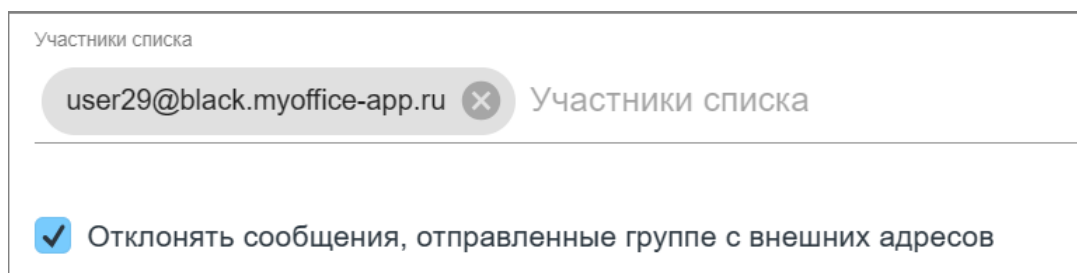 Участники списка
user29@black.myoffice-app.ru Участники списка
Отклонять сообщения, отправленные группе с внешних адресов